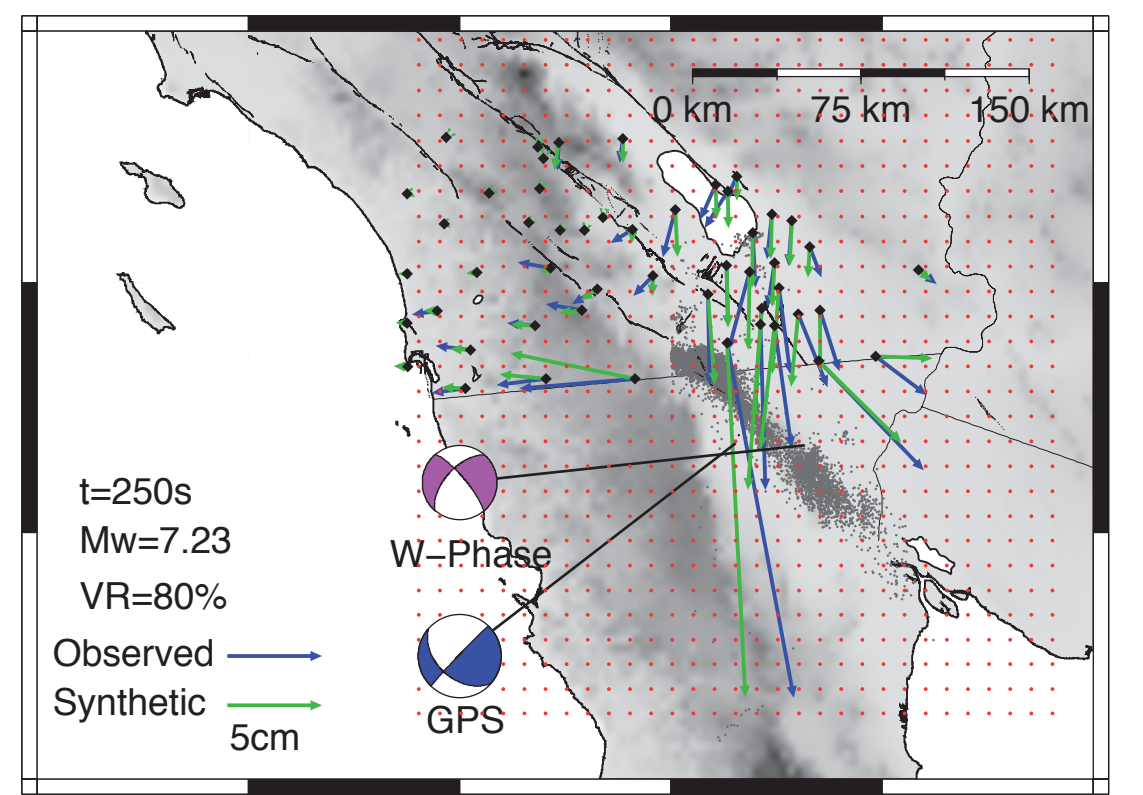 0 km 75 km 150 km
t=250s
Mw=7.23
VR=80%
Observed
Synthetic
5cm
W–Phase
GPS